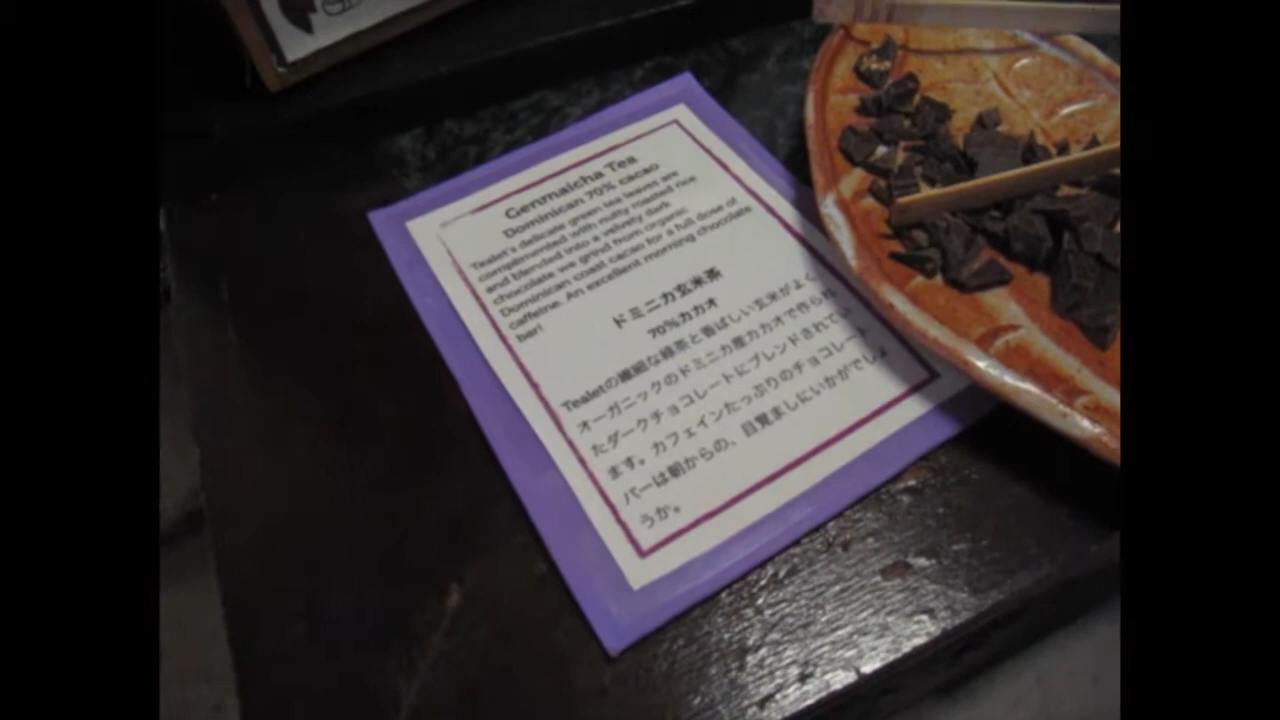 Genmaicha Tea
Dominican 70% cacao
Tealet's delicate green tea leaves are
complimented with nutty roasted rice
and blended into a velvety dark
chocolate we grind from organic
Dominican coast cacao for a full dose of
caffeine. An excellent morning chocolate
bar!
ドミニカ玄米茶
70%カカオ
Tealetの繊細な緑茶と香ばしい玄米がよく
オーガニックのドミニカ産カカオで作られ
たダークチョコレートにブレンドされてい
ます。カフェインたっぷりのチョコレート
バーは朝からの、目覚ましにいかがでしょ
うか。